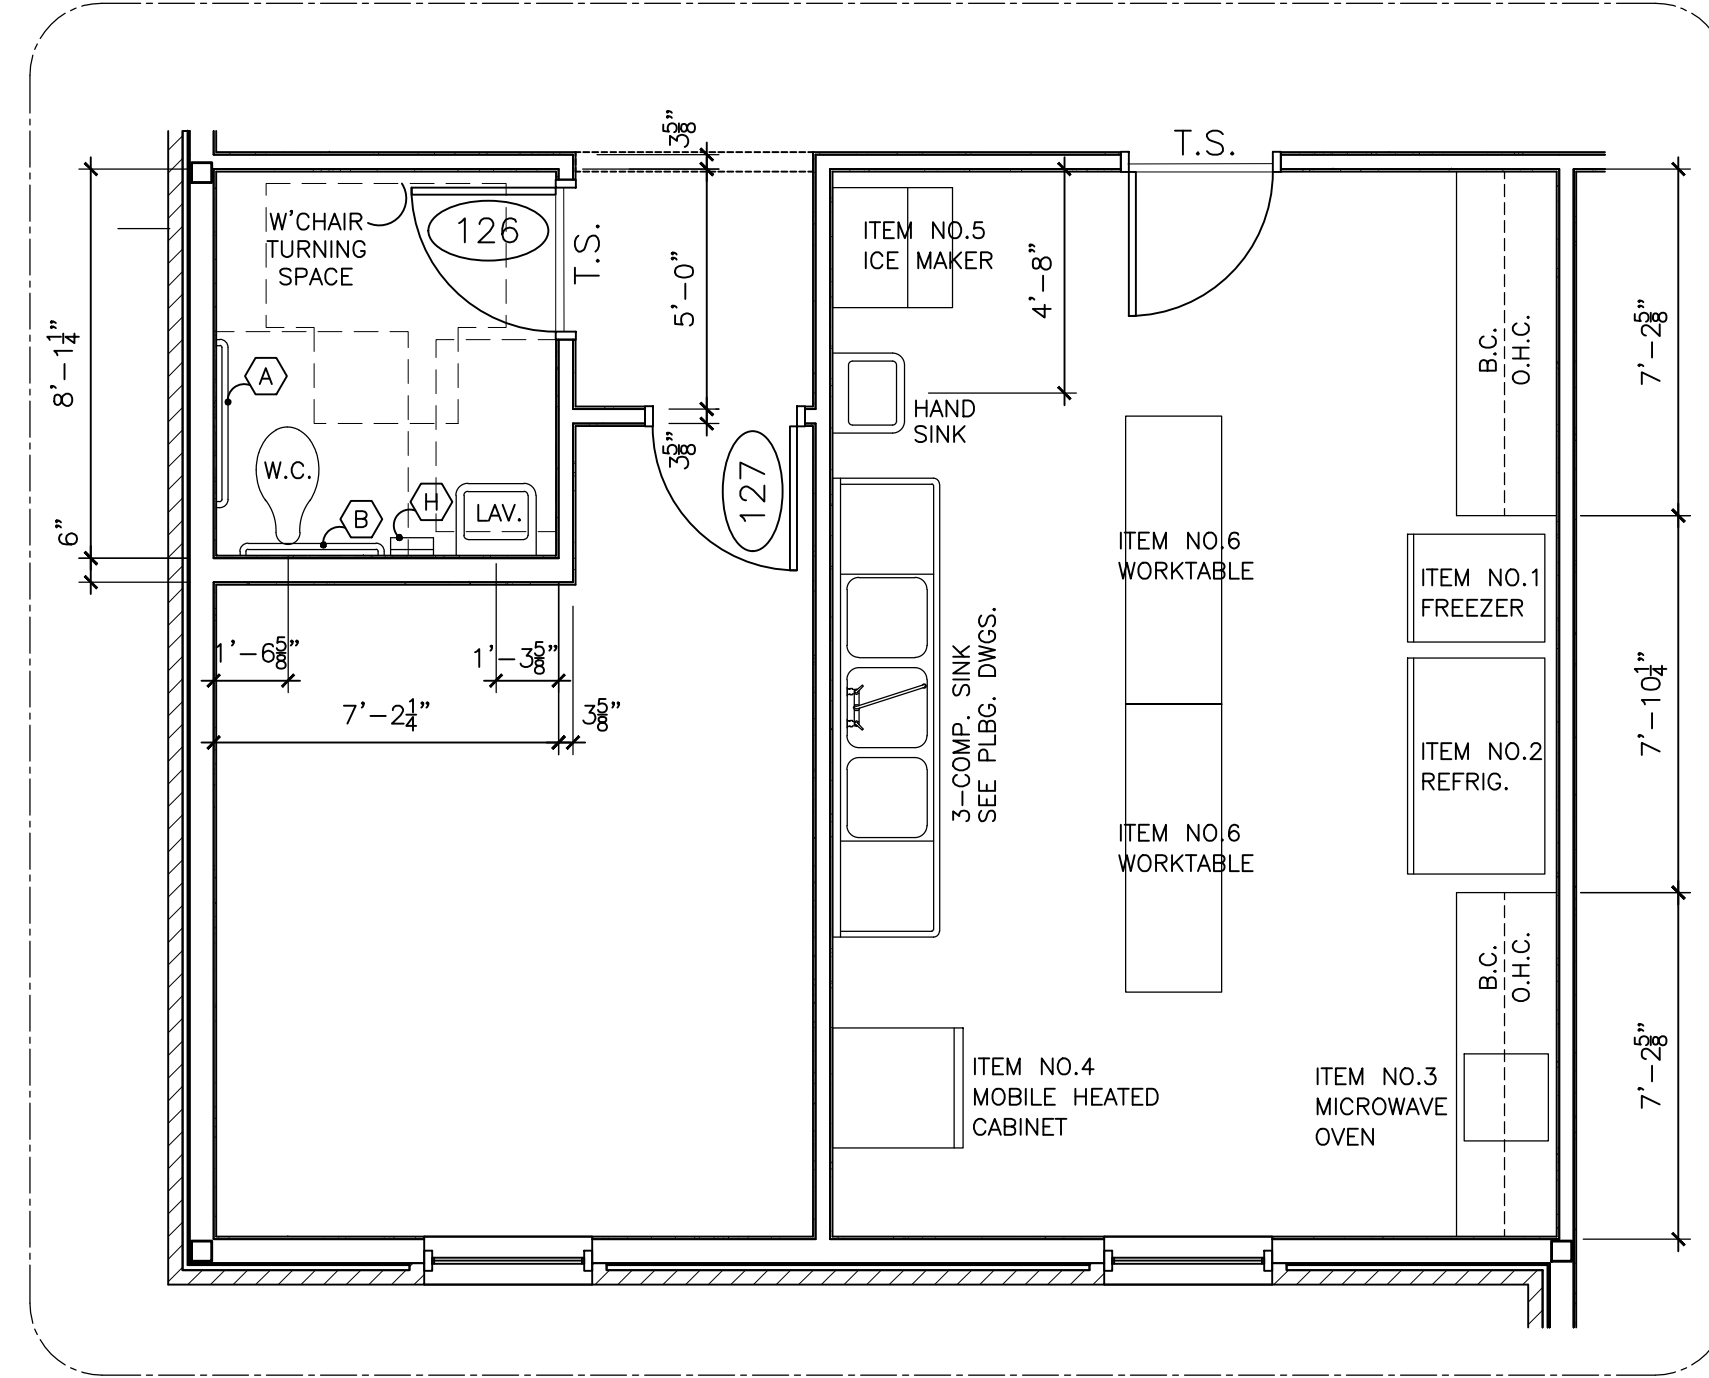 3⅝"
T.S.
W'CHAIR
TURNING
SPACE
126
T.S.
5'-0"
ITEM NO.5
ICE MAKER
4'-8"
B.C.
O.H.C.
7'-2⅝"
8'-1¼"
A
HAND
SINK
3⅝"
127
W.C.
B
H
LAV.
6"
ITEM NO.6
WORKTABLE
ITEM NO.1
FREEZER
1'-6⅝"
1'-3⅝"
7'-2¼"
3⅝"
3-COMP. SINK
SEE PLBG. DWGS.
7'-10¼"
ITEM NO.2
REFRIG.
ITEM NO.6
WORKTABLE
B.C.
O.H.C.
ITEM NO.4
MOBILE HEATED
CABINET
ITEM NO.3
MICROWAVE
OVEN
7'-2⅝"